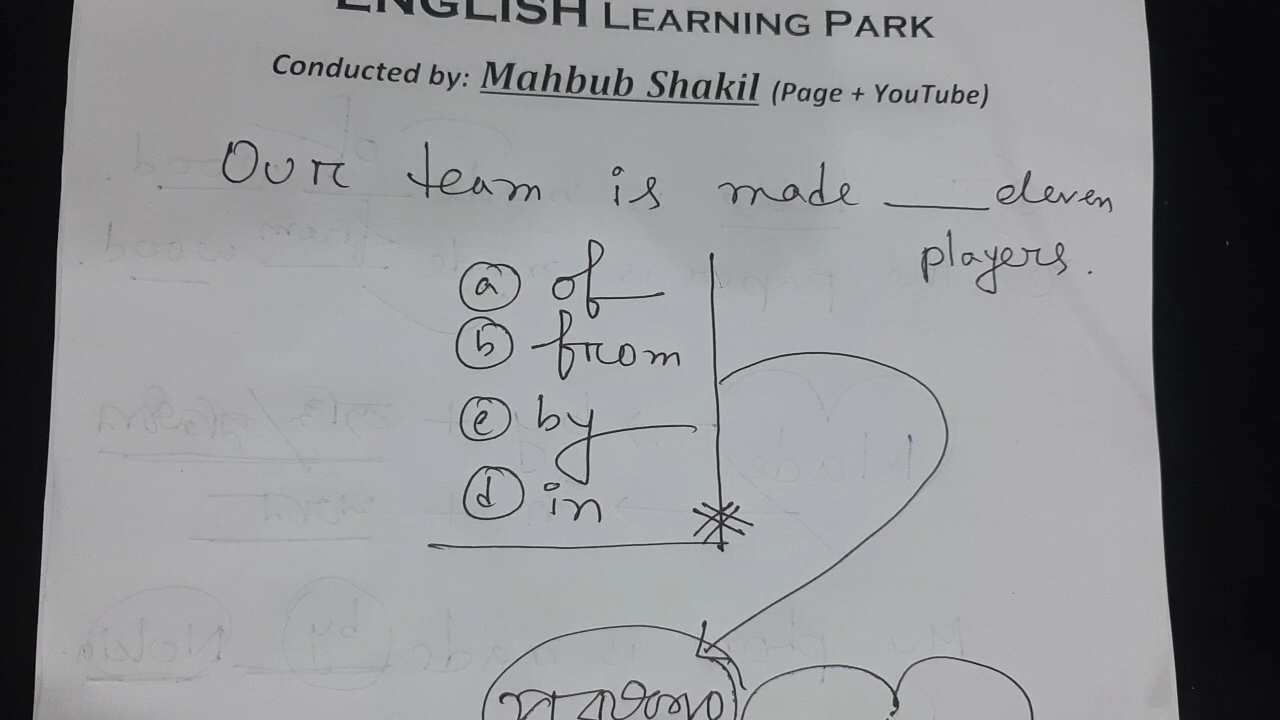 ENGLISH LEARNING PARK
Conducted by: Mahbub Shakil (Page + YouTube)
Our team is made ___ eleven
players.
(a) of
(b) from
(c) by
(d) in